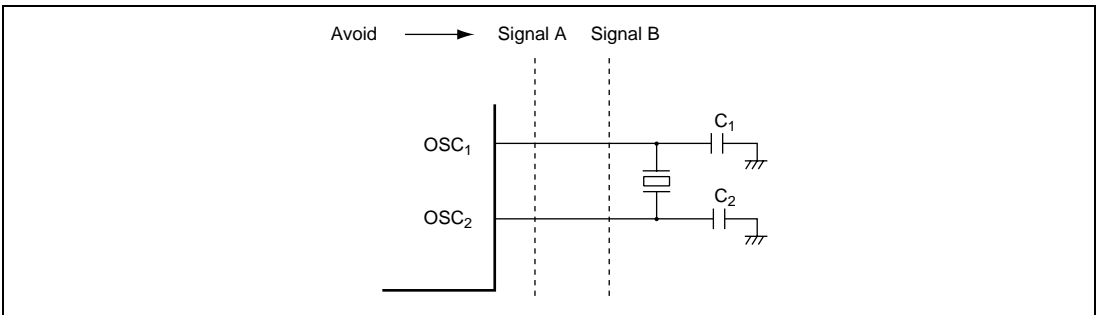 Avoid Signal A Signal B
C₁
OSC₁
C₂
OSC₂